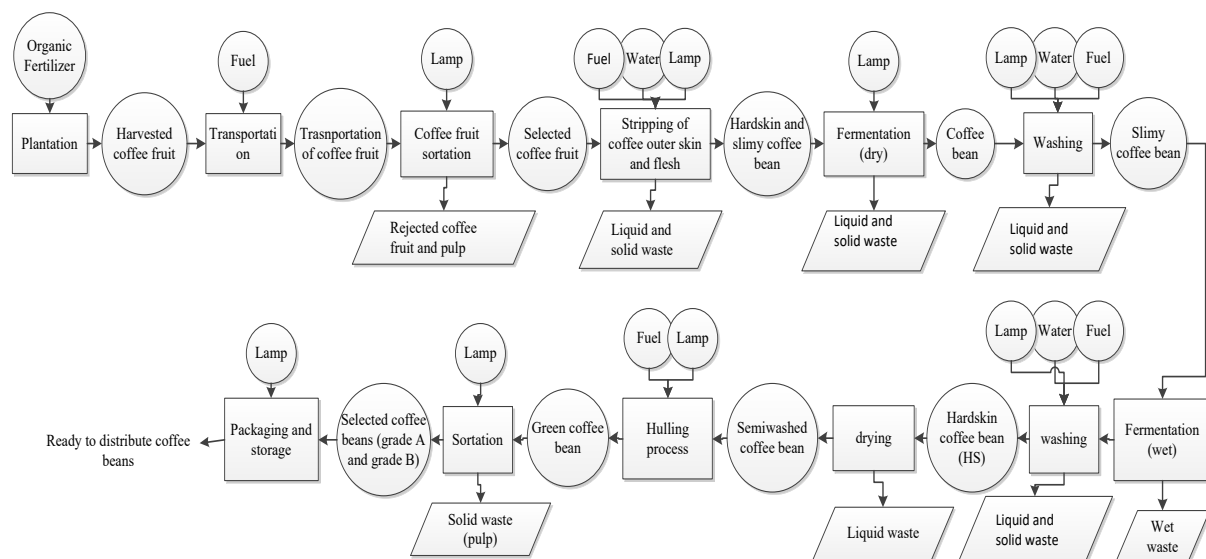 Organic
Fertilizer
Fuel
Lamp
Fuel
Water
Lamp
Lamp
Lamp
Water
Fuel
Plantation
Harvested
coffee fruit
Transportati
on
Trasnportation
of coffee fruit
Coffee fruit
sortation
Selected
coffee fruit
Stripping of
coffee outer skin
and flesh
Hardskin and
slimy coffee
bean
Fermentation
(dry)
Coffee
bean
Washing
Slimy
coffee bean
Rejected coffee
fruit and pulp
Liquid and
solid waste
Liquid and
solid waste
Liquid and
solid waste
Lamp
Lamp
Fuel
Lamp
Lamp
Water
Fuel
Ready to distribute coffee
beans
Packaging and
storage
Selected coffee
beans (grade A
and grade B)
Sortation
Green coffee
bean
Hulling
process
Semiwashed
coffee bean
drying
Hardskin
coffee bean
(HS)
washing
Fermentation
(wet)
Solid waste
(pulp)
Liquid waste
Liquid and
solid waste
Wet
waste